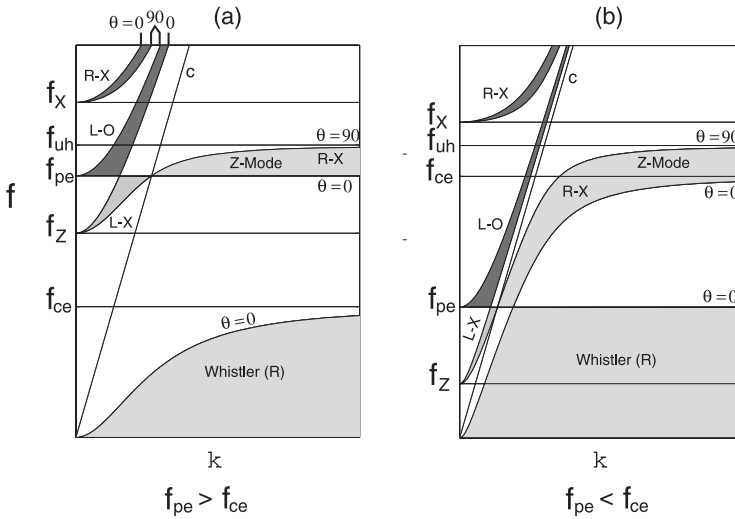 (a)
θ=0 90 0
c
R-X
f_X
L-O
f_uh
θ=90
Z-Mode
R-X
f_pe
θ=0
f
L-X
f_Z
f_ce
θ=0
Whistler (R)
k
f_pe > f_ce
(b)
c
R-X
f_X
f_uh
θ=90
Z-Mode
f_ce
R-X
θ=0
L-O
f_pe
θ=0
L-X
Whistler (R)
f_Z
k
f_pe < f_ce